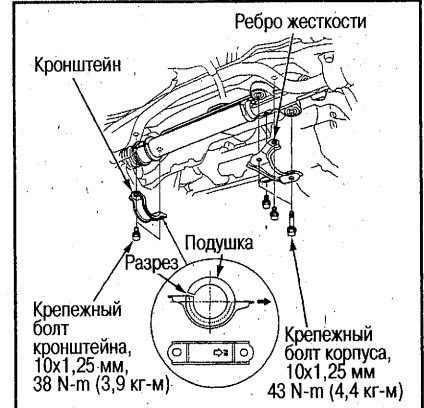 Ребро жесткости
Кронштейн
Подушка
Разрез
Крепежный
болт
кронштейна,
10x1,25 мм,
38 N-m (3,9 кг-м)
Крепежный
болт корпуса,
10x1,25 мм
43 N-m (4,4 кг-м)